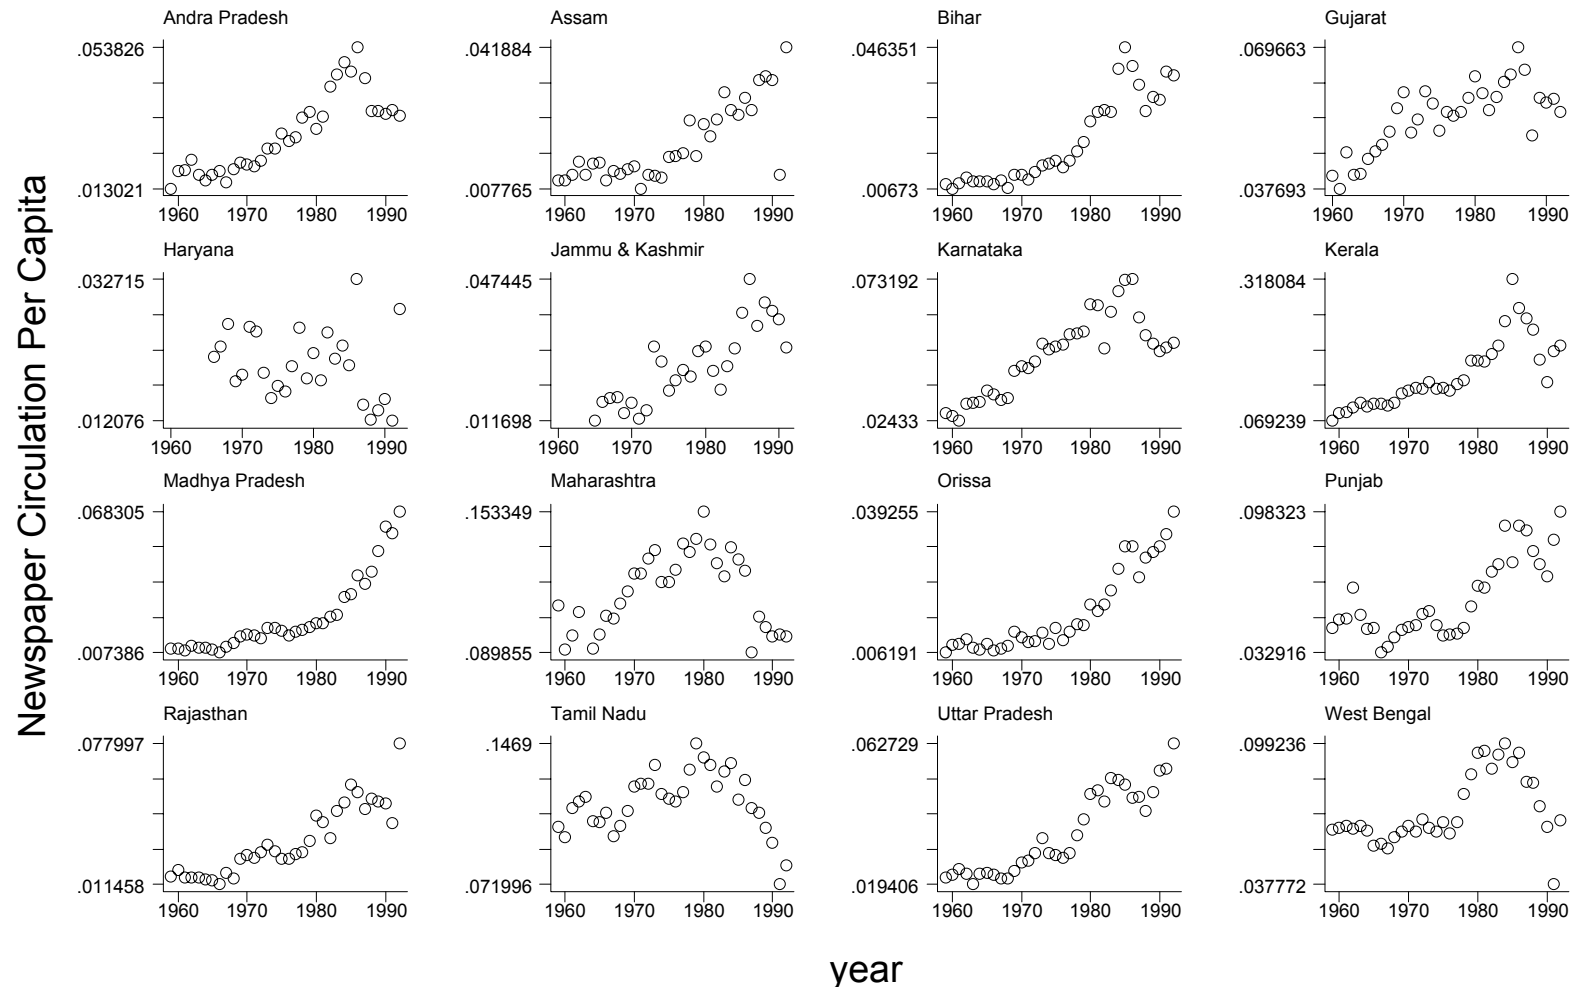 Newspaper Circulation Per Capita
Andra Pradesh
.053826
.013021
1960 1970 1980 1990
Assam
.041884
.007765
1960 1970 1980 1990
Bihar
.046351
.00673
1960 1970 1980 1990
Gujarat
.069663
.037693
1960 1970 1980 1990
Haryana
.032715
.012076
1960 1970 1980 1990
Jammu & Kashmir
.047445
.011698
1960 1970 1980 1990
Karnataka
.073192
.02433
1960 1970 1980 1990
Kerala
.318084
.069239
1960 1970 1980 1990
Madhya Pradesh
.068305
.007386
1960 1970 1980 1990
Maharashtra
.153349
.089855
1960 1970 1980 1990
Orissa
.039255
.006191
1960 1970 1980 1990
Punjab
.098323
.032916
1960 1970 1980 1990
Rajasthan
.077997
.011458
1960 1970 1980 1990
Tamil Nadu
.1469
.071996
1960 1970 1980 1990
Uttar Pradesh
.062729
.019406
1960 1970 1980 1990
West Bengal
.099236
.037772
1960 1970 1980 1990
year